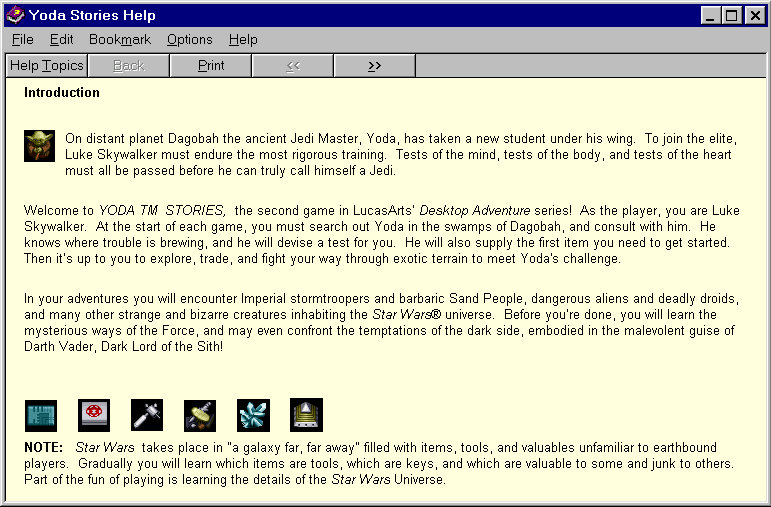 Yoda Stories Help
File Edit Bookmark Options Help
Help Topics Back Print << >>
Introduction
On distant planet Dagobah the ancient Jedi Master, Yoda, has taken a new student under his wing. To join the elite,
Luke Skywalker must endure the most rigorous training. Tests of the mind, tests of the body, and tests of the heart
must all be passed before he can truly call himself a Jedi.
Welcome to YODA TM STORIES, the second game in LucasArts' Desktop Adventure series! As the player, you are Luke
Skywalker. At the start of each game, you must search out Yoda in the swamps of Dagobah, and consult with him. He
knows where trouble is brewing, and he will devise a test for you. He will also supply the first item you need to get started.
Then it's up to you to explore, trade, and fight your way through exotic terrain to meet Yoda's challenge.
In your adventures you will encounter Imperial stormtroopers and barbaric Sand People, dangerous aliens and deadly droids,
and many other strange and bizarre creatures inhabiting the Star Wars® universe. Before you're done, you will learn the
mysterious ways of the Force, and may even confront the temptations of the dark side, embodied in the malevolent guise of
Darth Vader, Dark Lord of the Sith!
NOTE: Star Wars takes place in "a galaxy far, far away" filled with items, tools, and valuables unfamiliar to earthbound
players. Gradually you will learn which items are tools, which are keys, and which are valuable to some and junk to others.
Part of the fun of playing is learning the details of the Star Wars Universe.